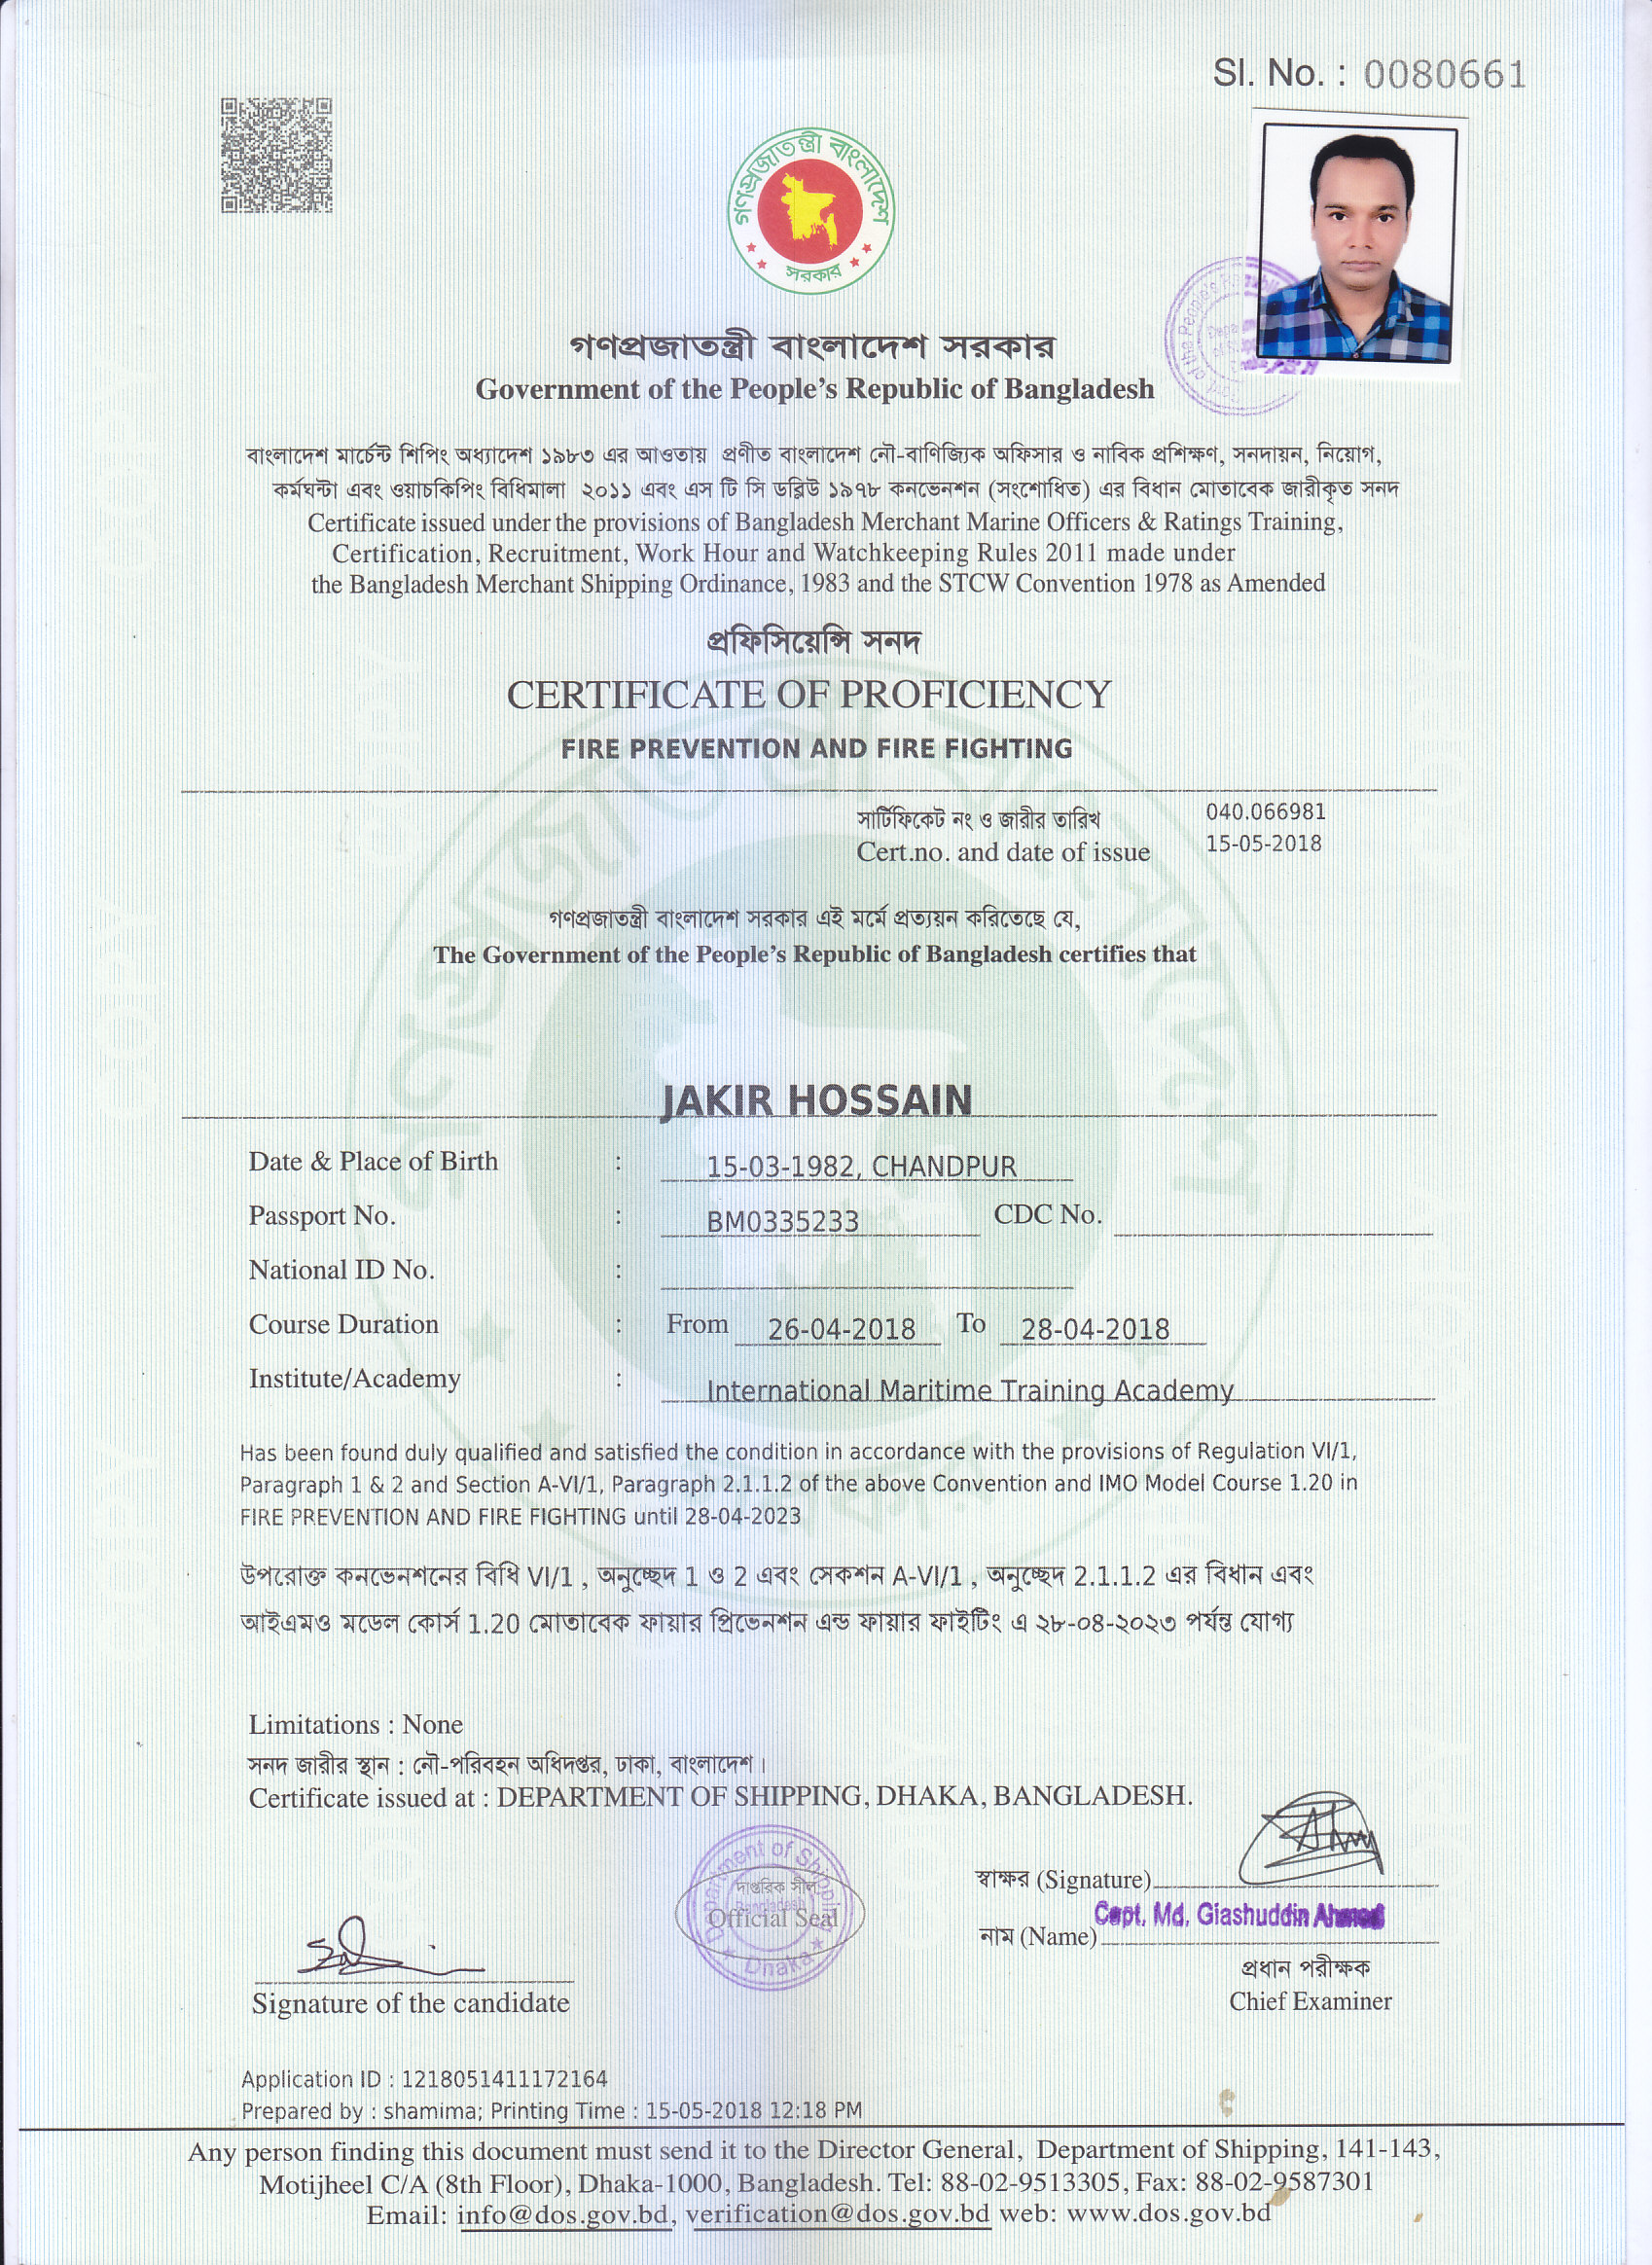 Sl. No. : 0080661
গণপ্রজাতন্ত্রী বাংলাদেশ
সরকার
গণপ্রজাতন্ত্রী বাংলাদেশ সরকার
Government of the People's Republic of Bangladesh
বাংলাদেশ মার্চেন্ট শিপিং অধ্যাদেশ ১৯৮৩ এর আওতায় প্রণীত বাংলাদেশ নৌ-বাণিজ্যিক অফিসার ও নাবিক প্রশিক্ষণ, সনদায়ন, নিয়োগ,
কর্মঘন্টা এবং ওয়াচকিপিং বিধিমালা ২০১১ এবং এস টি সি ডব্লিউ ১৯৭৮ কনভেনশন (সংশোধিত) এর বিধান মোতাবেক জারীকৃত সনদ
Certificate issued under the provisions of Bangladesh Merchant Marine Officers & Ratings Training,
Certification, Recruitment, Work Hour and Watchkeeping Rules 2011 made under
the Bangladesh Merchant Shipping Ordinance, 1983 and the STCW Convention 1978 as Amended
প্রফিসিয়েন্সি সনদ
CERTIFICATE OF PROFICIENCY
FIRE PREVENTION AND FIRE FIGHTING
সার্টিফিকেট নং ও জারীর তারিখ 040.066981
Cert.no. and date of issue 15-05-2018
গণপ্রজাতন্ত্রী বাংলাদেশ সরকার এই মর্মে প্রত্যয়ন করিতেছে যে,
The Government of the People's Republic of Bangladesh certifies that
JAKIR HOSSAIN
Date & Place of Birth : 15-03-1982, CHANDPUR
Passport No. : BM0335233 CDC No.
National ID No. :
Course Duration : From 26-04-2018 To 28-04-2018
Institute/Academy : International Maritime Training Academy
Has been found duly qualified and satisfied the condition in accordance with the provisions of Regulation VI/1,
Paragraph 1 & 2 and Section A-VI/1, Paragraph 2.1.1.2 of the above Convention and IMO Model Course 1.20 in
FIRE PREVENTION AND FIRE FIGHTING until 28-04-2023
উপরোক্ত কনভেনশনের বিধি VI/1 , অনুচ্ছেদ 1 ও 2 এবং সেকশন A-VI/1 , অনুচ্ছেদ 2.1.1.2 এর বিধান এবং
আইএমও মডেল কোর্স 1.20 মোতাবেক ফায়ার প্রিভেনশন এন্ড ফায়ার ফাইটিং এ ২৮-০৪-২০২৩ পর্যন্ত যোগ্য
Limitations : None
সনদ জারীর স্থান : নৌ-পরিবহন অধিদপ্তর, ঢাকা, বাংলাদেশ।
Certificate issued at : DEPARTMENT OF SHIPPING, DHAKA, BANGLADESH.
Department of Shipping
দাপ্তরিক সীল
Bangladesh
Official Seal
Dhaka
স্বাক্ষর (Signature)
Capt. Md. Giashuddin Ahmed
নাম (Name)
প্রধান পরীক্ষক
Chief Examiner
Signature of the candidate
Application ID : 1218051411172164
Prepared by : shamima; Printing Time : 15-05-2018 12:18 PM
Any person finding this document must send it to the Director General, Department of Shipping, 141-143,
Motijheel C/A (8th Floor), Dhaka-1000, Bangladesh. Tel: 88-02-9513305, Fax: 88-02-9587301
Email: info@dos.gov.bd, verification@dos.gov.bd web: www.dos.gov.bd